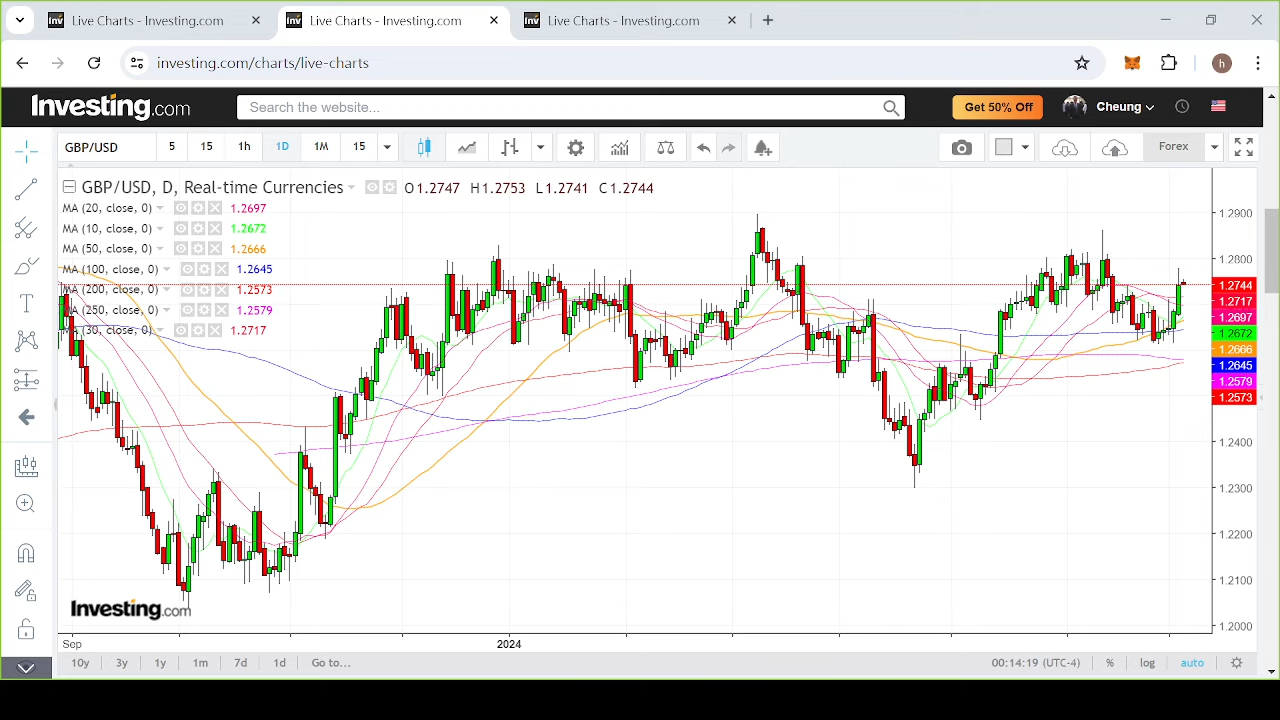 Live Charts - Investing.com Live Charts - Investing.com Live Charts - Investing.com
investing.com/charts/live-charts
Investing.com Search the website... Get 50% Off Cheung
GBP/USD 5 15 1h 1D 1M 15 Forex
GBP/USD, D, Real-time Currencies O1.2747 H1.2753 L1.2741 C1.2744
MA (20, close, 0) 1.2697
MA (10, close, 0) 1.2672
MA (50, close, 0) 1.2666
MA (100, close, 0) 1.2645
MA (200, close, 0) 1.2573
MA (250, close, 0) 1.2579
MA (30, close, 0) 1.2717
1.2900
1.2800
1.2744
1.2717
1.2697
1.2672
1.2666
1.2645
1.2579
1.2573
1.2400
1.2300
1.2200
1.2100
1.2000
Investing.com
Sep 2024
10y 3y 1y 1m 7d 1d Go to... 00:14:19 (UTC-4) % log auto